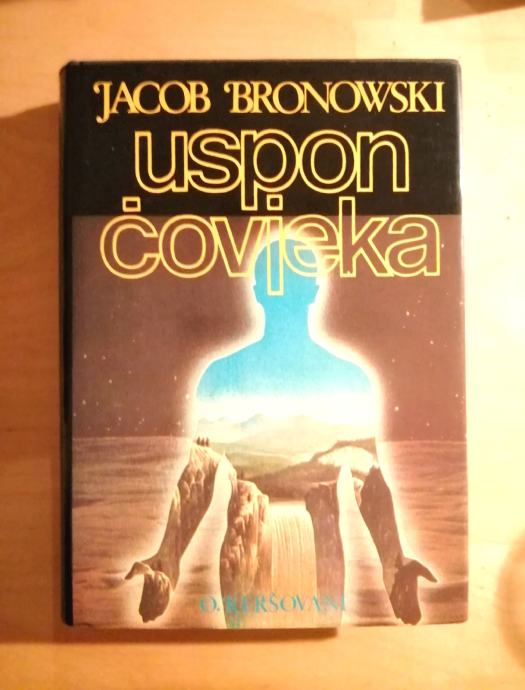 JACOB BRONOWSKI
uspon
čovjeka
O. KERŠOVANI